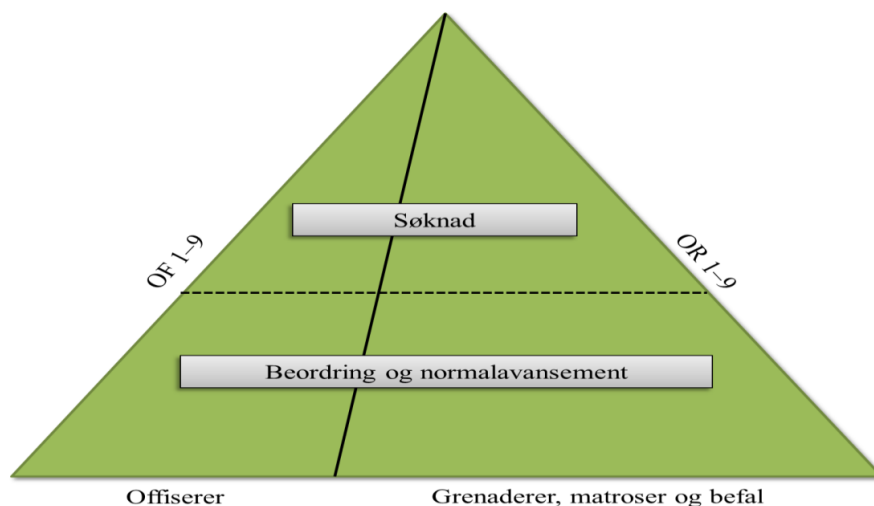 Søknad
OF 1–9
OR 1–9
Beordring og normalavansement
Offiserer
Grenaderer, matroser og befal